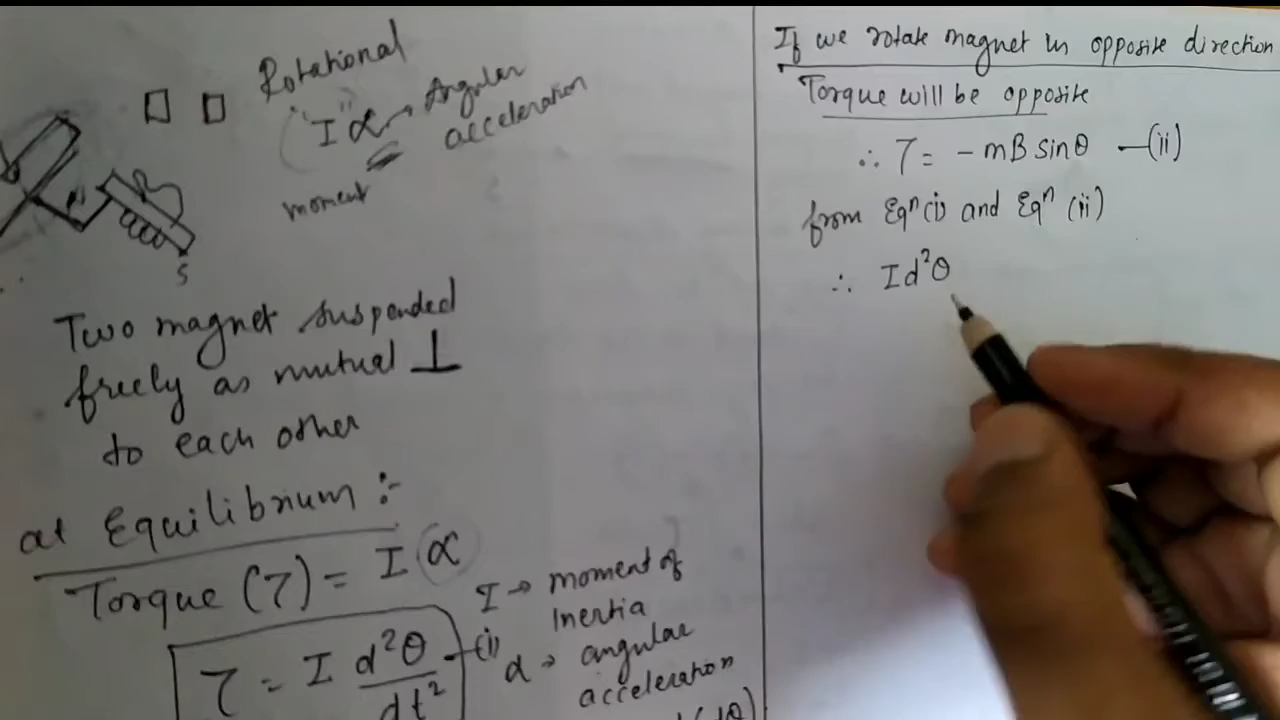 Rotational
"I" α → Angular
acceleration
moment
S
Two magnet suspended
freely as mutual ⊥
to each other
at Equilibrium :-
Torque (τ) = I α
τ = I d²θ/dt² —(i)
I → moment of
Inertia
α → angular
acceleration
If we rotate magnet in opposite direction
Torque will be opposite
∴ τ = - mB sinθ —(ii)
from Eqⁿ (i) and Eqⁿ (ii)
∴ I d²θ